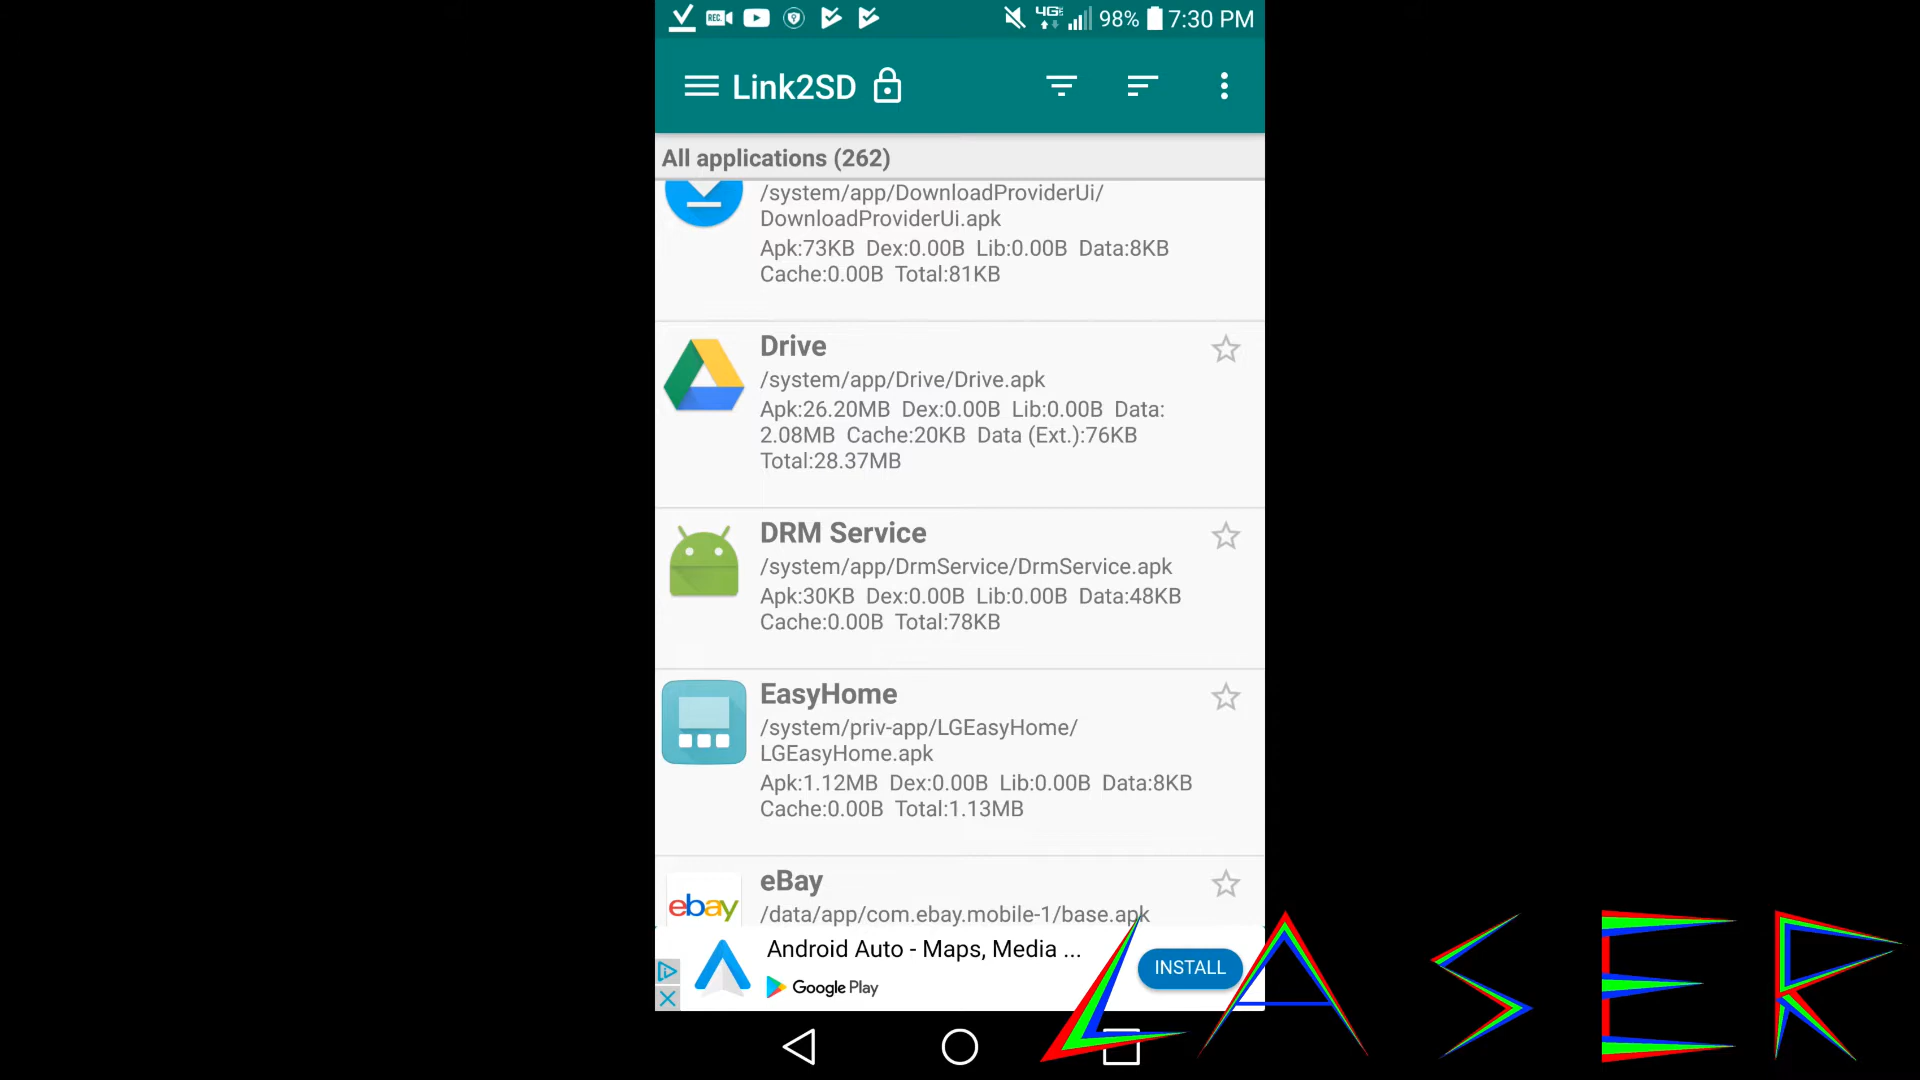 REC 4G 98% 7:30 PM
Link2SD
All applications (262)
/system/app/DownloadProviderUi/
DownloadProviderUi.apk
Apk:73KB Dex:0.00B Lib:0.00B Data:8KB
Cache:0.00B Total:81KB
Drive
/system/app/Drive/Drive.apk
Apk:26.20MB Dex:0.00B Lib:0.00B Data:
2.08MB Cache:20KB Data (Ext.):76KB
Total:28.37MB
DRM Service
/system/app/DrmService/DrmService.apk
Apk:30KB Dex:0.00B Lib:0.00B Data:48KB
Cache:0.00B Total:78KB
EasyHome
/system/priv-app/LGEasyHome/
LGEasyHome.apk
Apk:1.12MB Dex:0.00B Lib:0.00B Data:8KB
Cache:0.00B Total:1.13MB
ebay
eBay
/data/app/com.ebay.mobile-1/base.apk
Android Auto - Maps, Media ...
Google Play
INSTALL
LASER